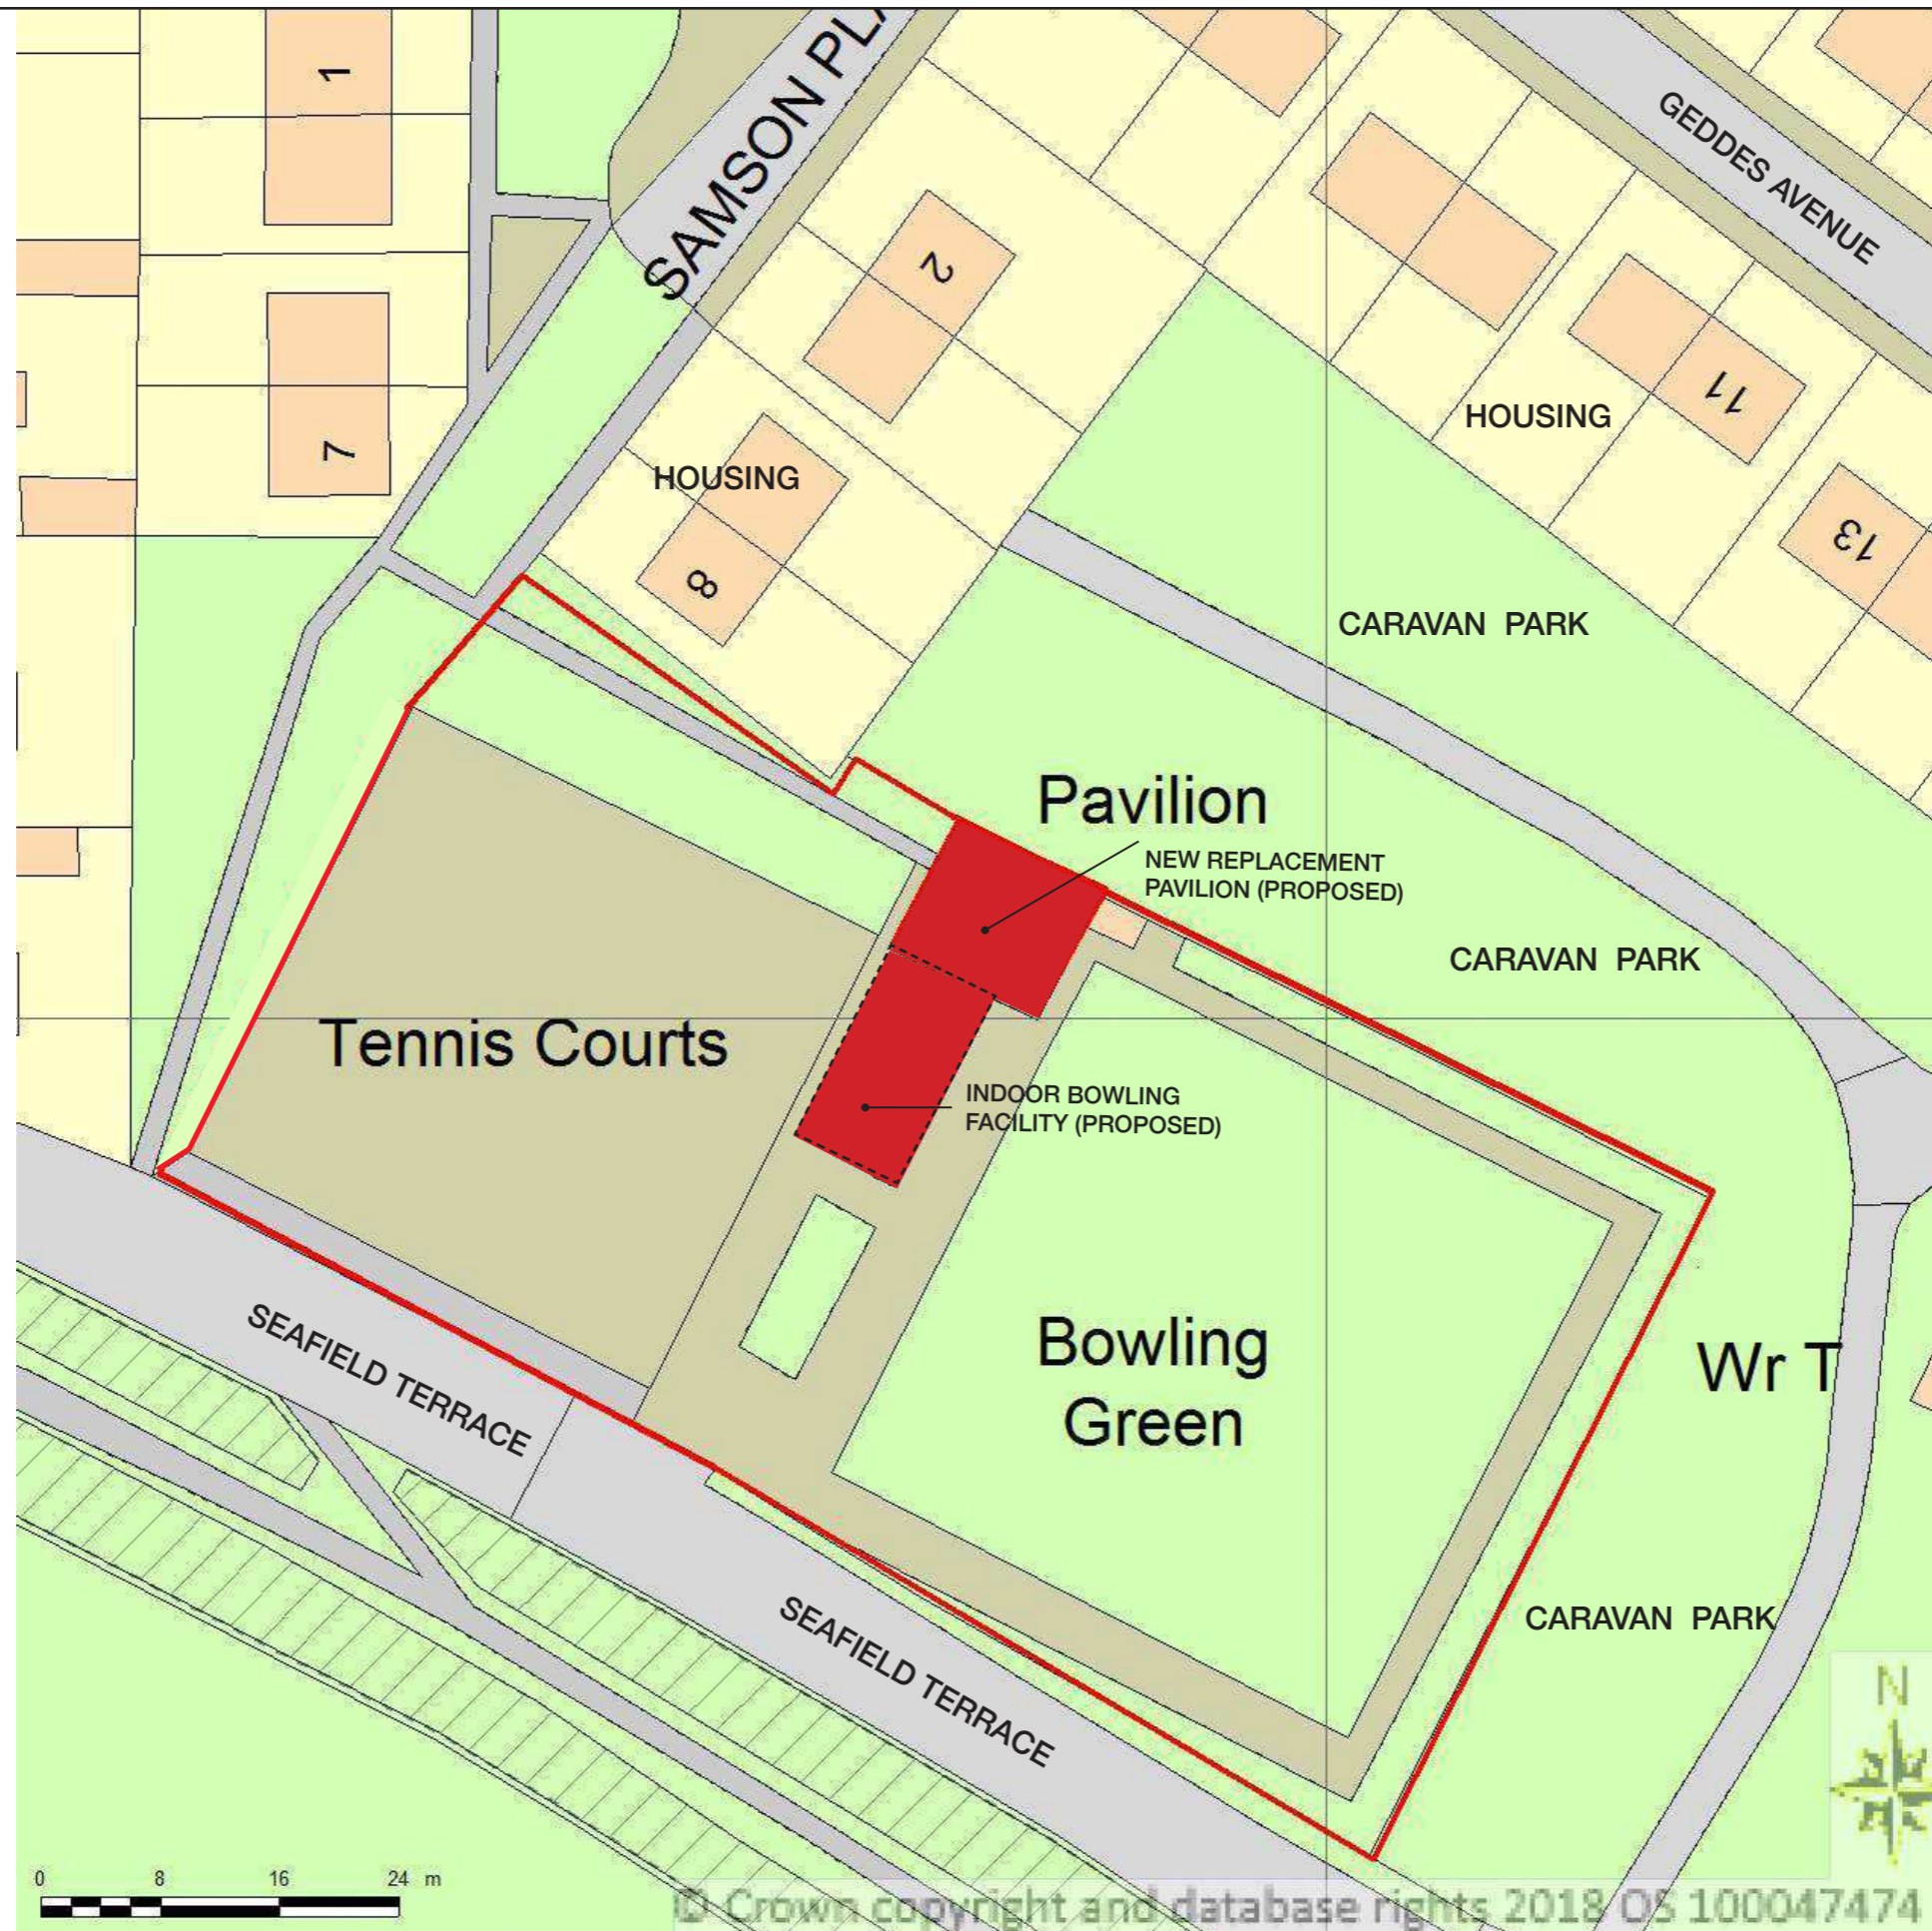 1
SAMSON PLA
GEDDES AVENUE
2
11
HOUSING
7
HOUSING
13
8
CARAVAN PARK
Pavilion
NEW REPLACEMENT
PAVILION (PROPOSED)
CARAVAN PARK
Tennis Courts
INDOOR BOWLING
FACILITY (PROPOSED)
SEAFIELD TERRACE
Bowling
Green
Wr T
SEAFIELD TERRACE
CARAVAN PARK
N
0 8 16 24 m
© Crown copyright and database rights 2018 OS 100047474